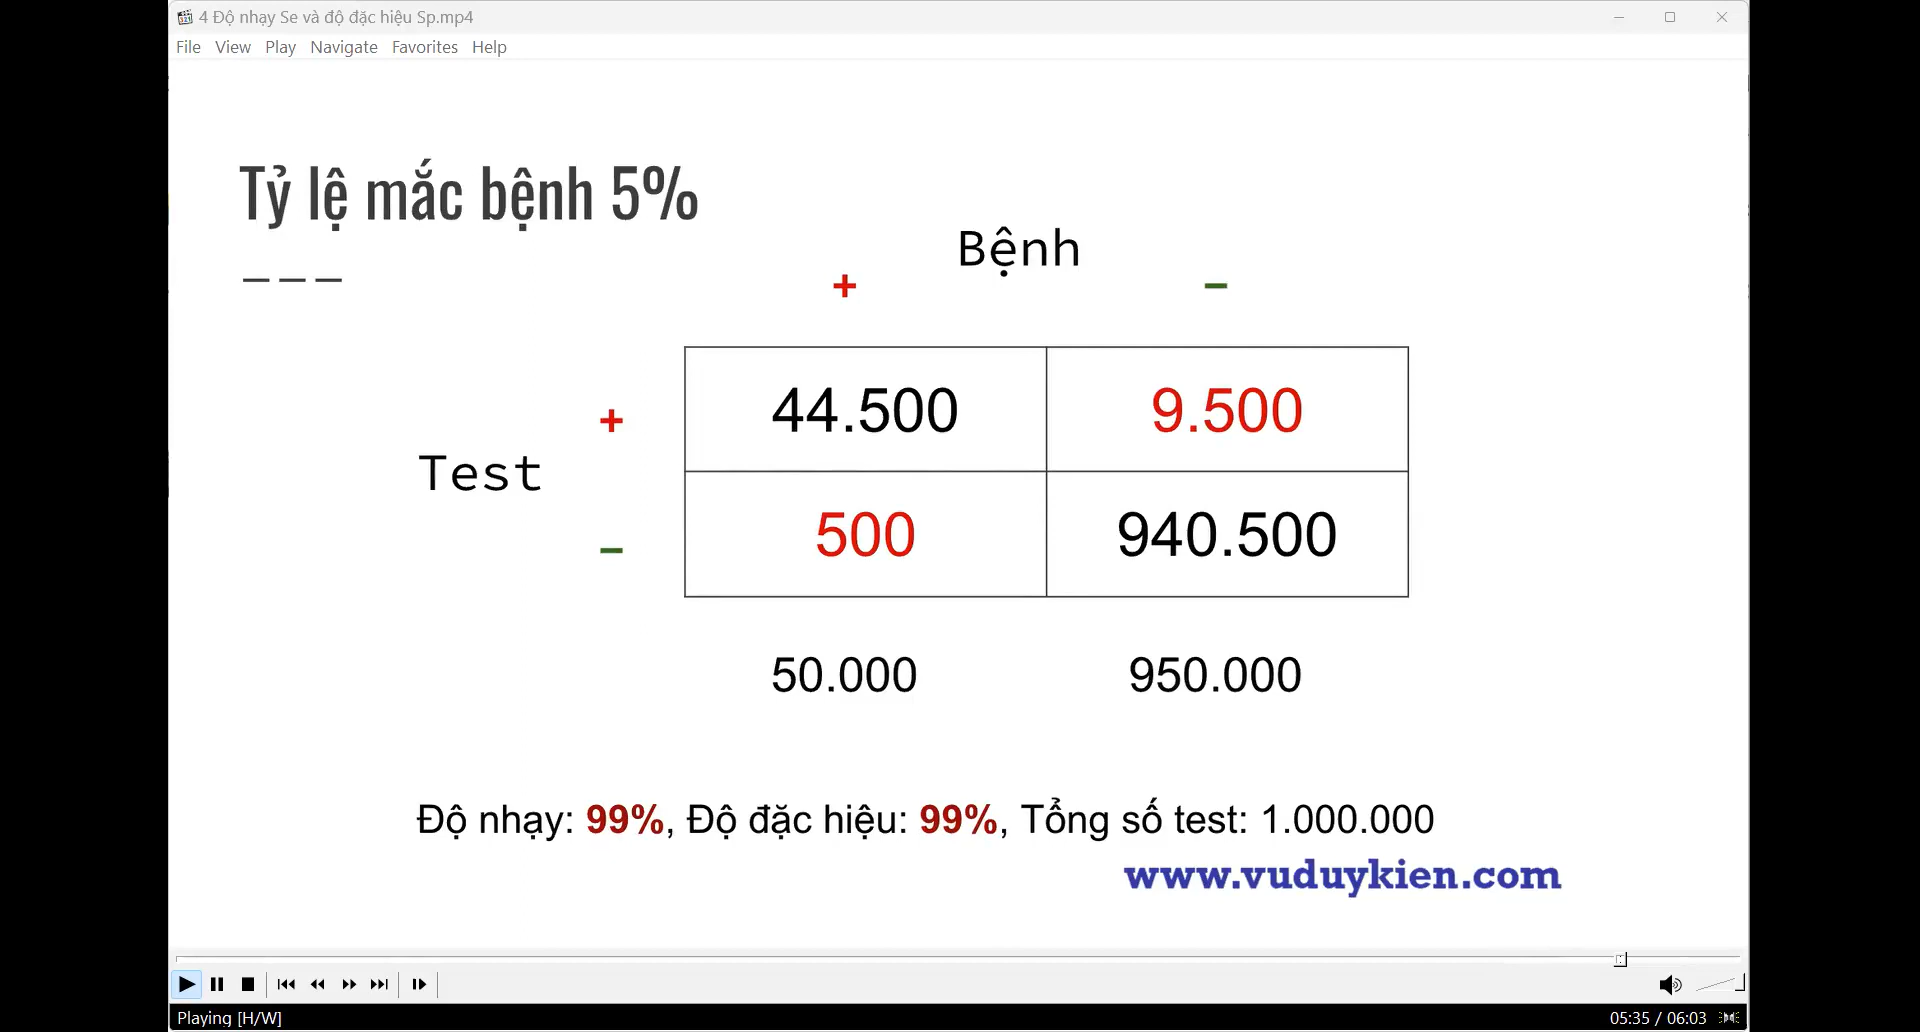 4 Độ nhạy Se và độ đặc hiệu Sp.mp4
File View Play Navigate Favorites Help
Tỷ lệ mắc bệnh 5%
Bệnh
+ −
+ 44.500 9.500
Test
− 500 940.500
50.000 950.000
Độ nhạy: 99%, Độ đặc hiệu: 99%, Tổng số test: 1.000.000
www.vuduykien.com
Playing [H/W] 05:35 / 06:03